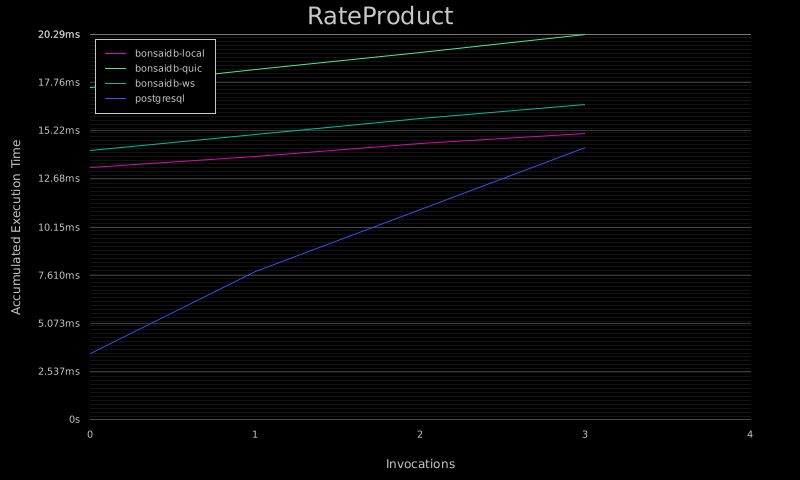 RateProduct
20.29ms
17.76ms
15.22ms
12.68ms
10.15ms
7.610ms
5.073ms
2.537ms
0s
Accumulated Execution Time
bonsaidb-local
bonsaidb-quic
bonsaidb-ws
postgresql
0 1 2 3 4
Invocations